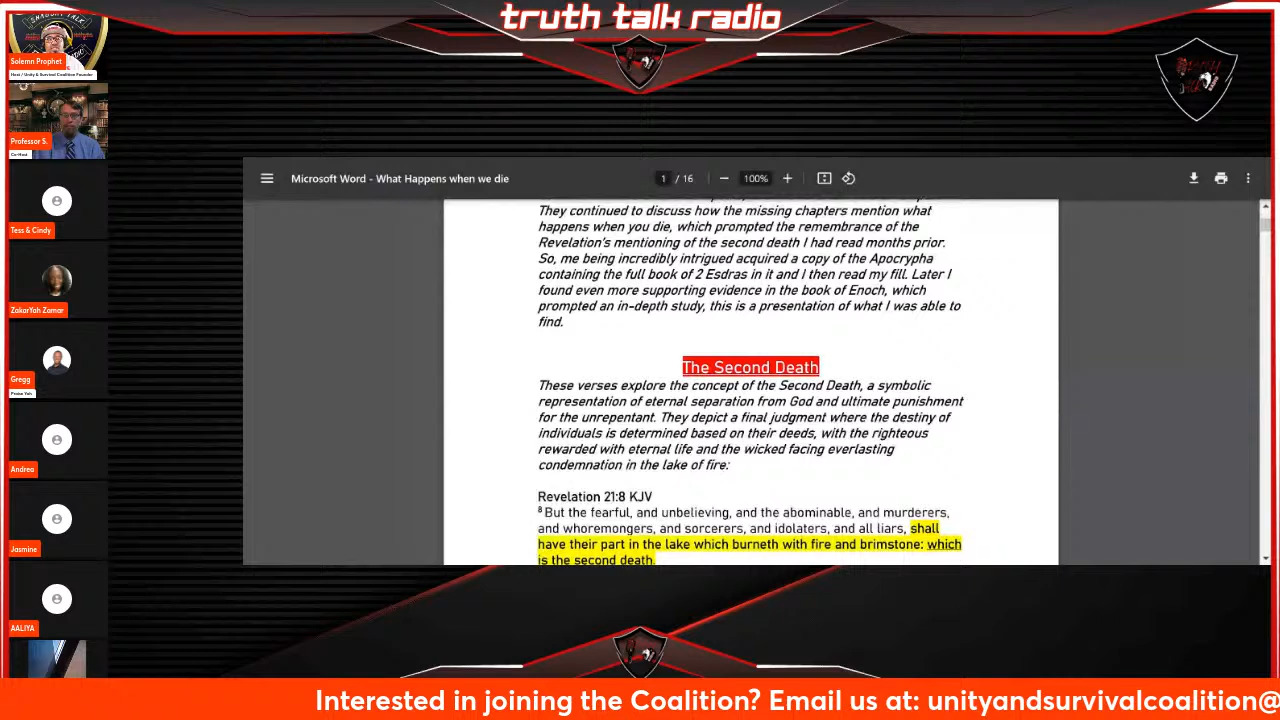 truth talk radio
Solemn Prophet
Host / Unity & Survival Coalition Founder
Professor S.
Co-Host
Tess & Cindy
ZakarYah Zamar
Gregg
Praise Yah
Andrea
Jasmine
AALIYA
Microsoft Word - What Happens when we die
1 / 16
100%
They continued to discuss how the missing chapters mention what
happens when you die, which prompted the remembrance of the
Revelation's mentioning of the second death I had read months prior.
So, me being incredibly intrigued acquired a copy of the Apocrypha
containing the full book of 2 Esdras in it and I then read my fill. Later I
found even more supporting evidence in the book of Enoch, which
prompted an in-depth study, this is a presentation of what I was able to
find.
The Second Death
These verses explore the concept of the Second Death, a symbolic
representation of eternal separation from God and ultimate punishment
for the unrepentant. They depict a final judgment where the destiny of
individuals is determined based on their deeds, with the righteous
rewarded with eternal life and the wicked facing everlasting
condemnation in the lake of fire:
Revelation 21:8 KJV
8 But the fearful, and unbelieving, and the abominable, and murderers,
and whoremongers, and sorcerers, and idolaters, and all liars, shall
have their part in the lake which burneth with fire and brimstone: which
is the second death.
Interested in joining the Coalition? Email us at: unityandsurvivalcoalition@